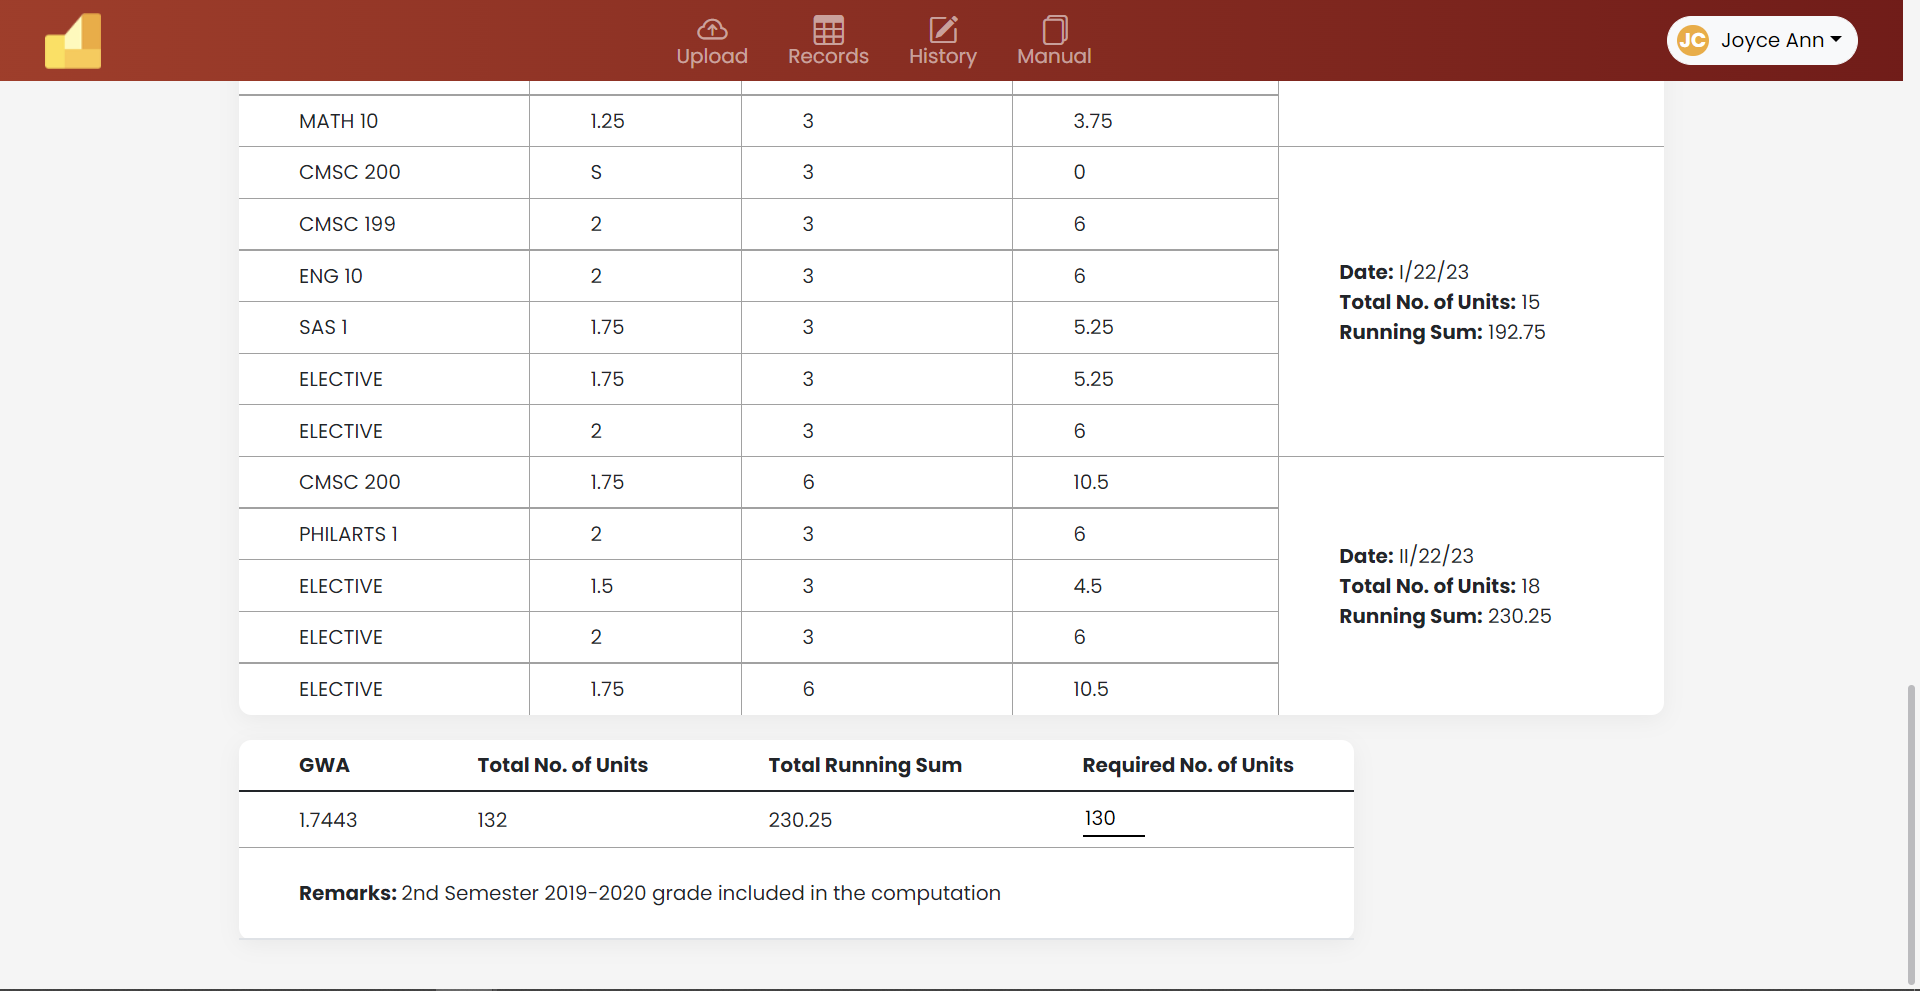 Upload Records History Manual
JC Joyce Ann
MATH 10 1.25 3 3.75
CMSC 200 S 3 0
CMSC 199 2 3 6
ENG 10 2 3 6
SAS 1 1.75 3 5.25
ELECTIVE 1.75 3 5.25
ELECTIVE 2 3 6
Date: I/22/23
Total No. of Units: 15
Running Sum: 192.75
CMSC 200 1.75 6 10.5
PHILARTS 1 2 3 6
ELECTIVE 1.5 3 4.5
ELECTIVE 2 3 6
ELECTIVE 1.75 6 10.5
Date: II/22/23
Total No. of Units: 18
Running Sum: 230.25
GWA Total No. of Units Total Running Sum Required No. of Units
1.7443 132 230.25 130
Remarks: 2nd Semester 2019-2020 grade included in the computation